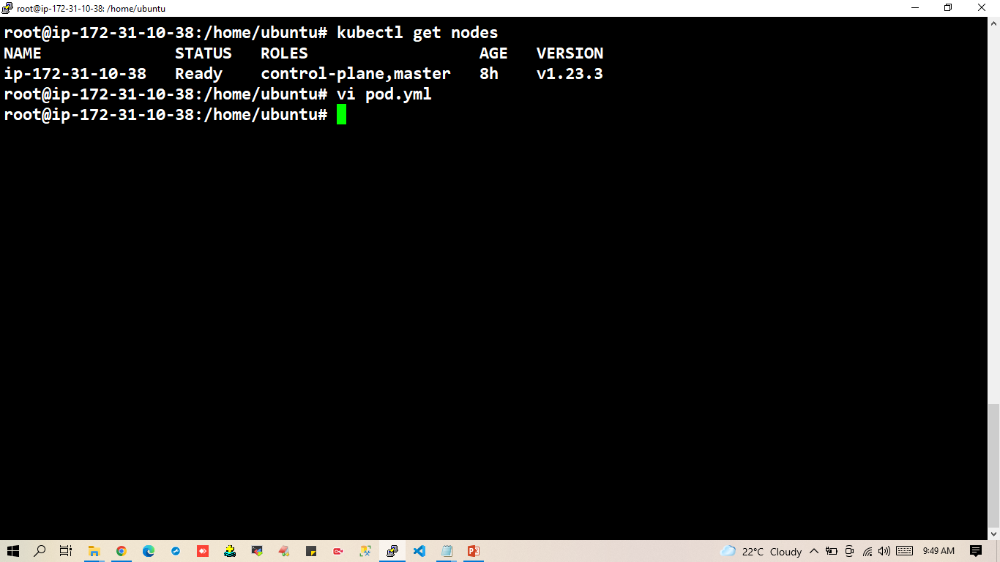 root@ip-172-31-10-38: /home/ubuntu
root@ip-172-31-10-38:/home/ubuntu# kubectl get nodes
NAME              STATUS   ROLES                  AGE   VERSION
ip-172-31-10-38   Ready    control-plane,master   8h    v1.23.3
root@ip-172-31-10-38:/home/ubuntu# vi pod.yml
root@ip-172-31-10-38:/home/ubuntu#
22°C Cloudy 9:49 AM